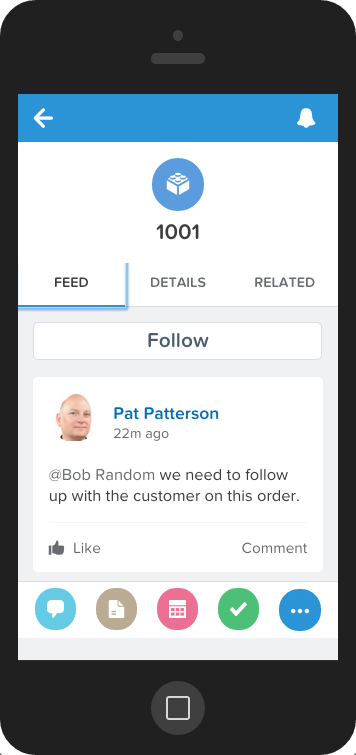 1001
FEED DETAILS RELATED
Follow
Pat Patterson
22m ago
@Bob Random we need to follow
up with the customer on this order.
Like Comment